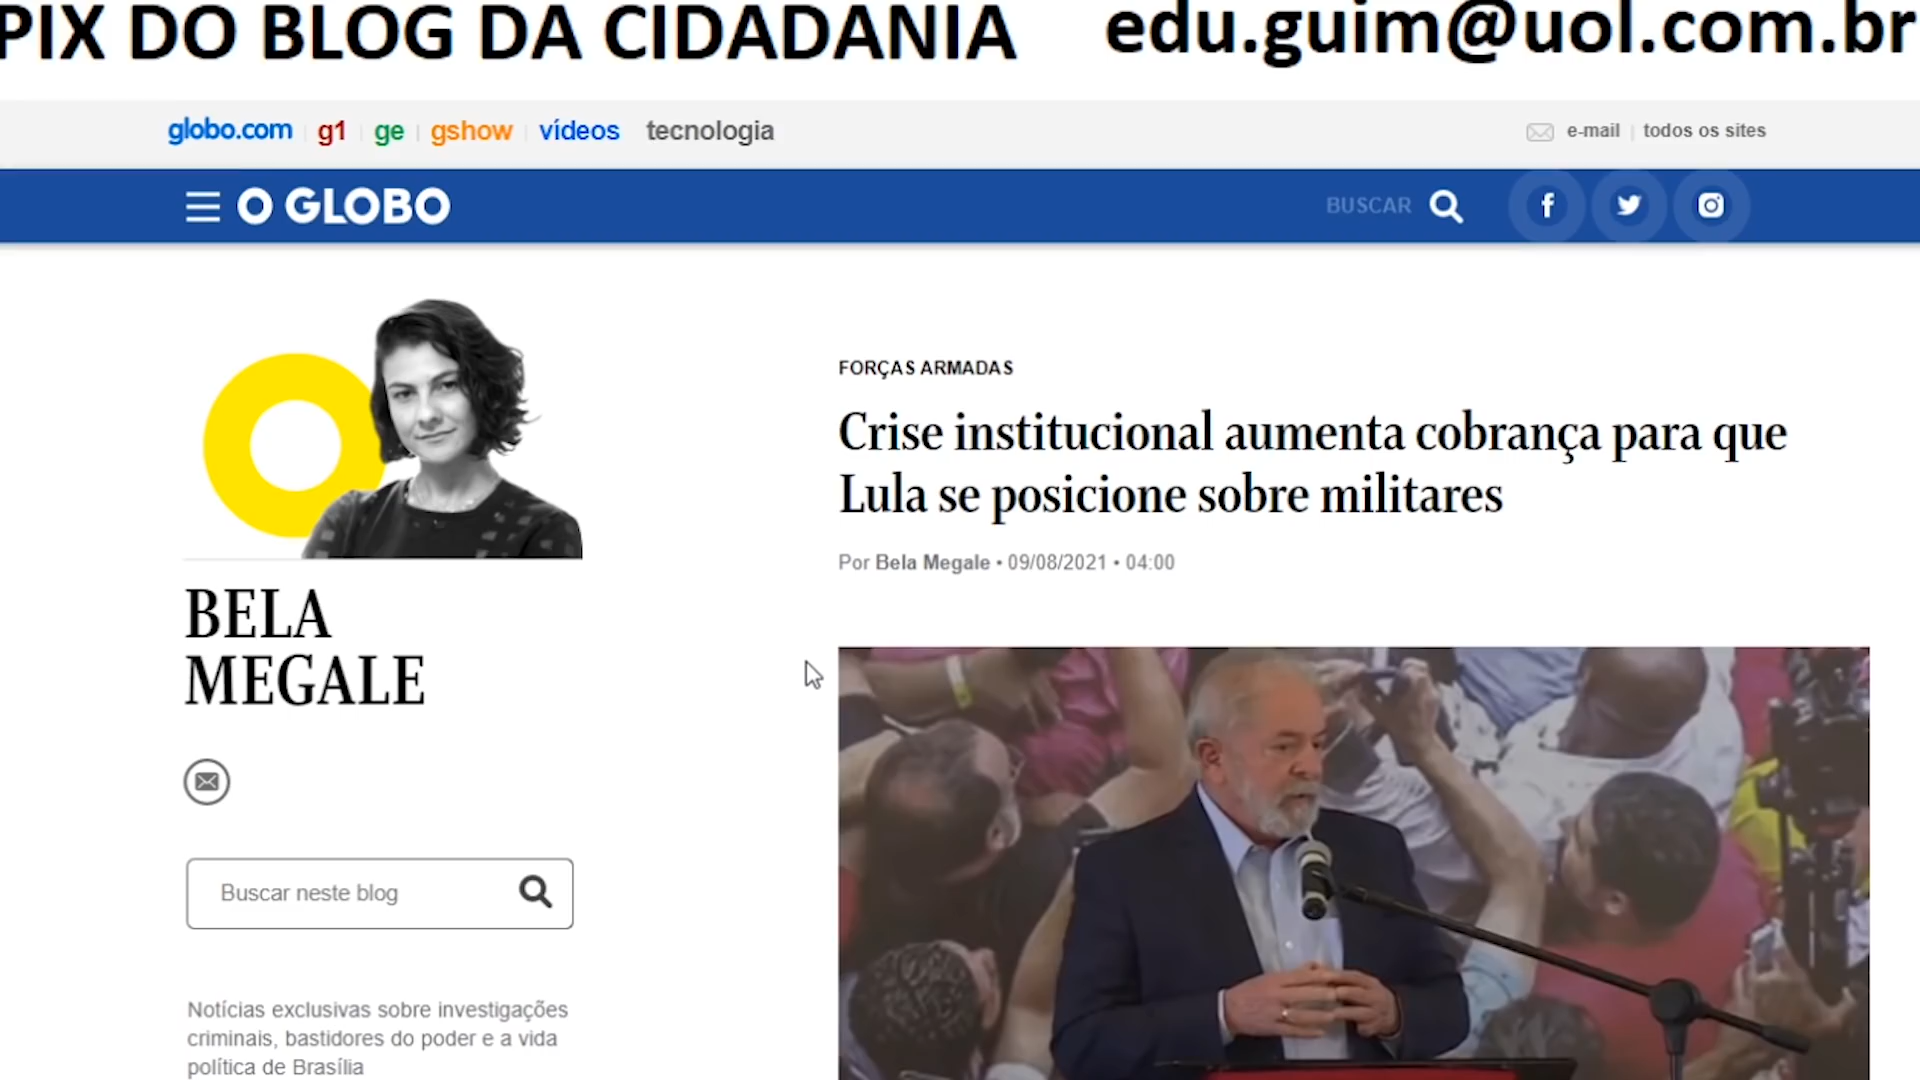 PIX DO BLOG DA CIDADANIA edu.guim@uol.com.br
globo.com g1 ge gshow vídeos tecnologia e-mail todos os sites
O GLOBO BUSCAR
FORÇAS ARMADAS
Crise institucional aumenta cobrança para que
Lula se posicione sobre militares
Por Bela Megale • 09/08/2021 • 04:00
BELA
MEGALE
Buscar neste blog
Notícias exclusivas sobre investigações
criminais, bastidores do poder e a vida
política de Brasília